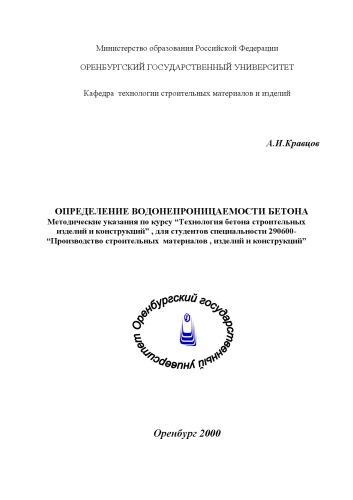 Министерство образования Российской Федерации
ОРЕНБУРГСКИЙ ГОСУДАРСТВЕННЫЙ УНИВЕРСИТЕТ
Кафедра технологии строительных материалов и изделий
А.И.Кравцов
ОПРЕДЕЛЕНИЕ ВОДОНЕПРОНИЦАЕМОСТИ БЕТОНА
Методические указания по курсу “Технология бетона строительных
изделий и конструкций” , для студентов специальности 290600-
“Производство строительных материалов , изделий и конструкций”
Оренбургский государственный университет
Оренбург 2000